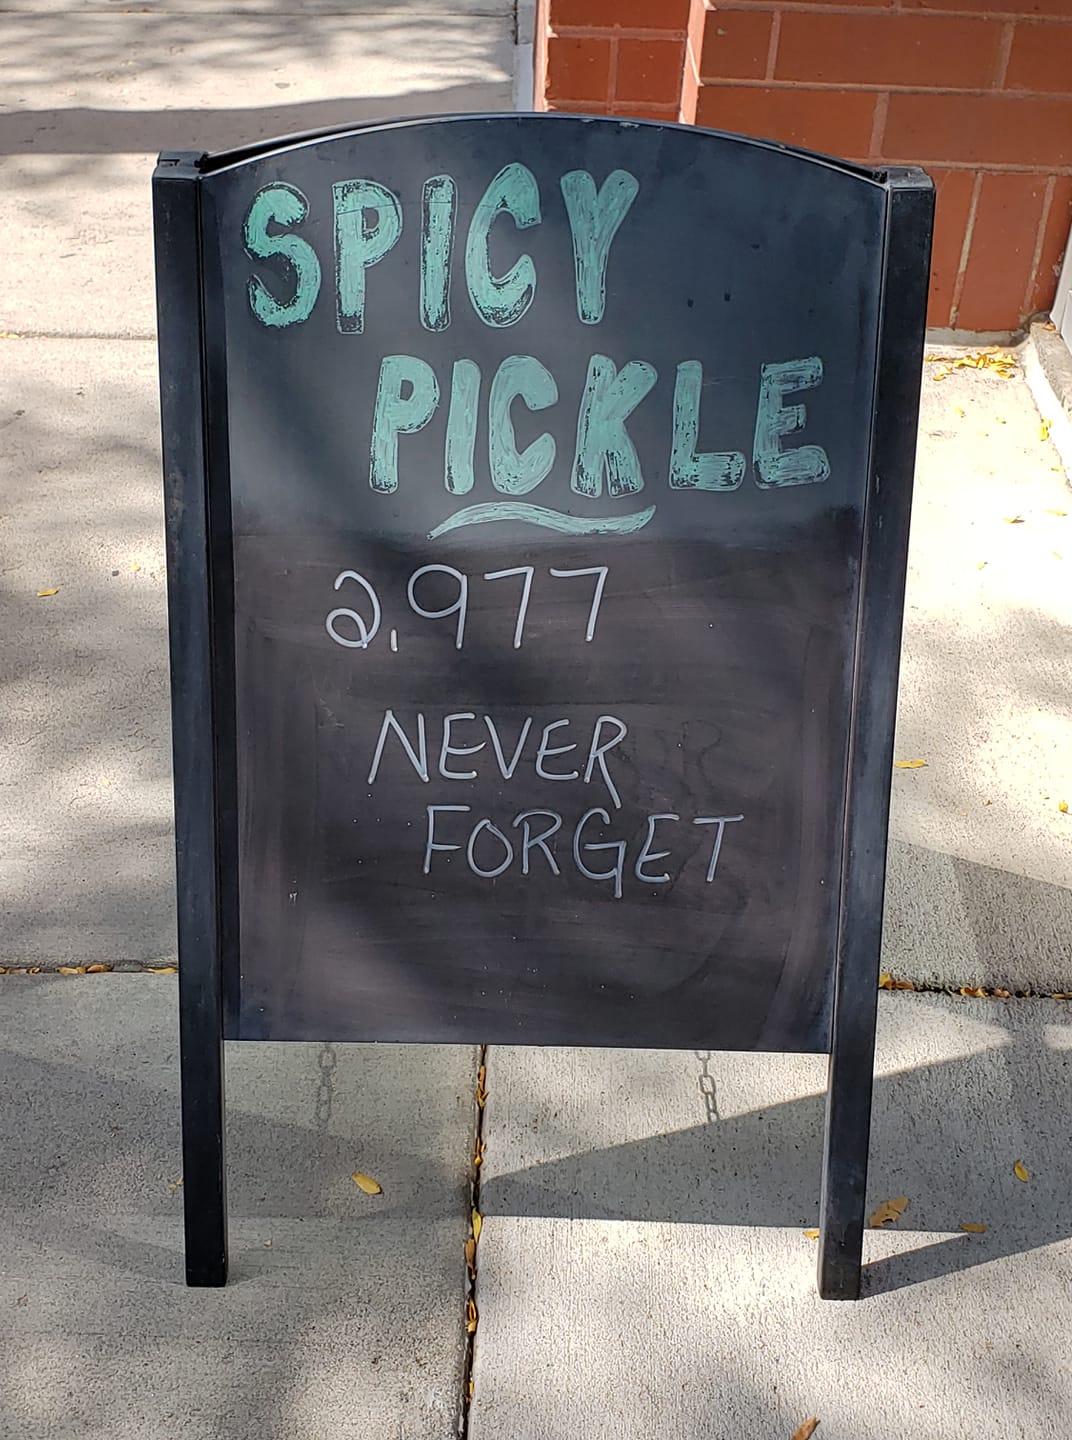 SPICY
PICKLE
2,977
NEVER
FORGET